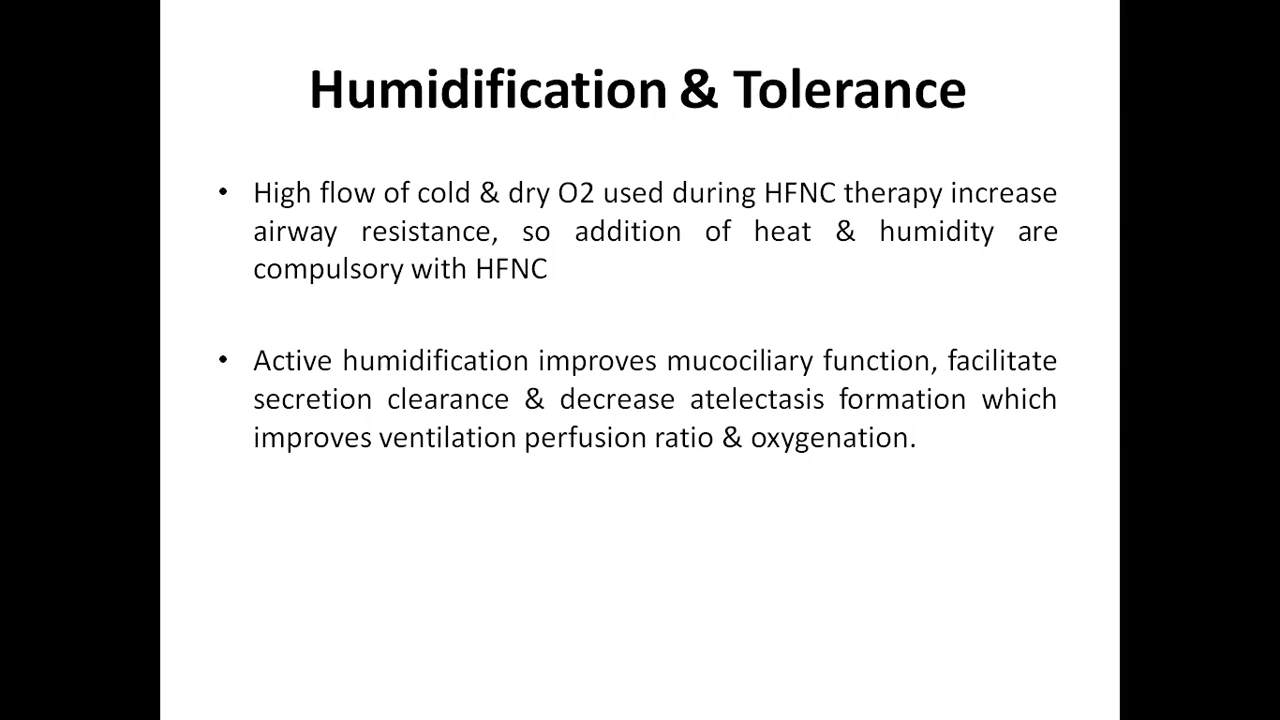 Humidification & Tolerance
• High flow of cold & dry O2 used during HFNC therapy increase
airway resistance, so addition of heat & humidity are
compulsory with HFNC
• Active humidification improves mucociliary function, facilitate
secretion clearance & decrease atelectasis formation which
improves ventilation perfusion ratio & oxygenation.